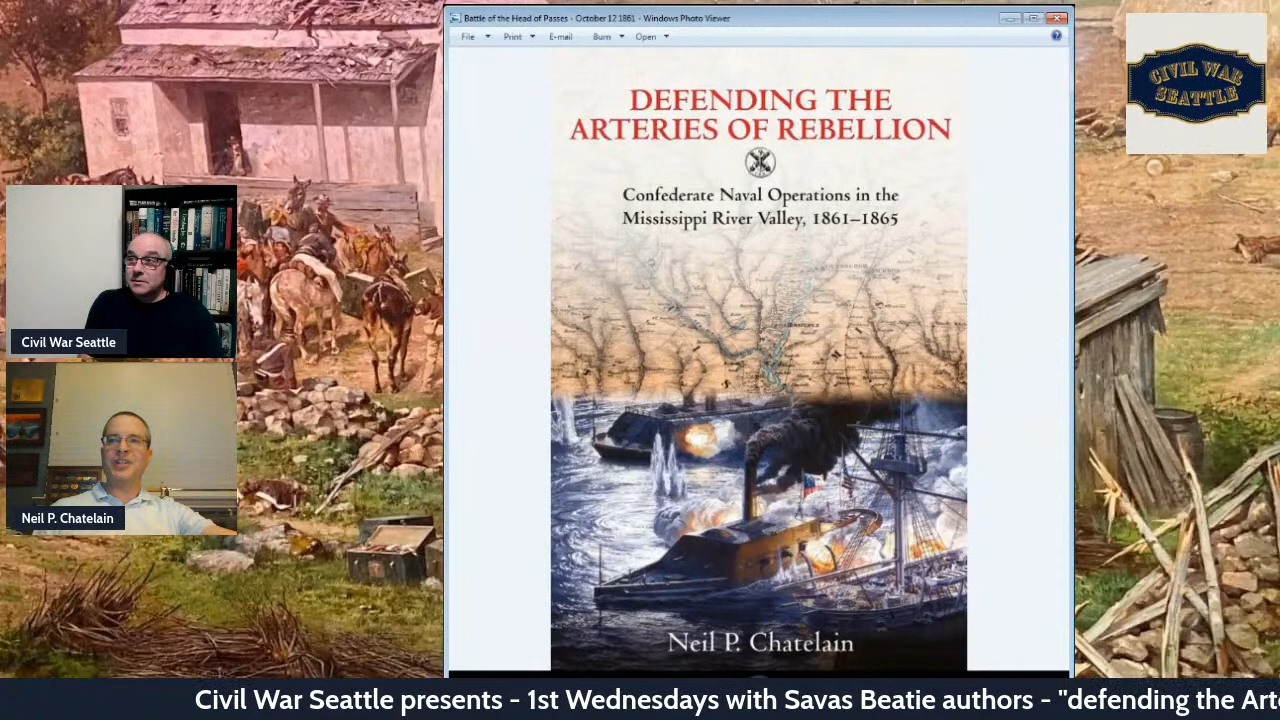 Battle of the Head of Passes - October 12 1861 - Windows Photo Viewer
File Print E-mail Burn Open
DEFENDING THE
ARTERIES OF REBELLION
Confederate Naval Operations in the
Mississippi River Valley, 1861–1865
Neil P. Chatelain
CIVIL WAR
SEATTLE
Civil War Seattle
Neil P. Chatelain
Civil War Seattle presents - 1st Wednesdays with Savas Beatie authors - "defending the Art